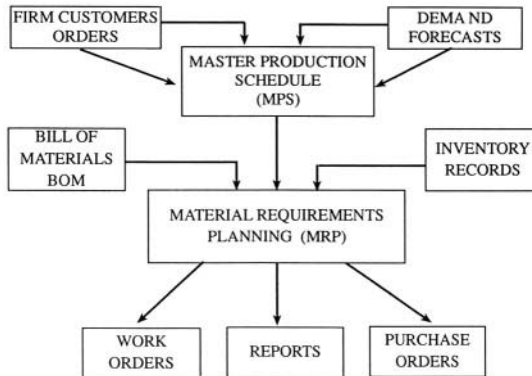 FIRM CUSTOMERS
ORDERS
DEMA ND
FORECASTS
MASTER PRODUCTION
SCHEDULE
(MPS)
BILL OF
MATERIALS
BOM
INVENTORY
RECORDS
MATERIAL REQUIREMENTS
PLANNING (MRP)
WORK
ORDERS
REPORTS
PURCHASE
ORDERS